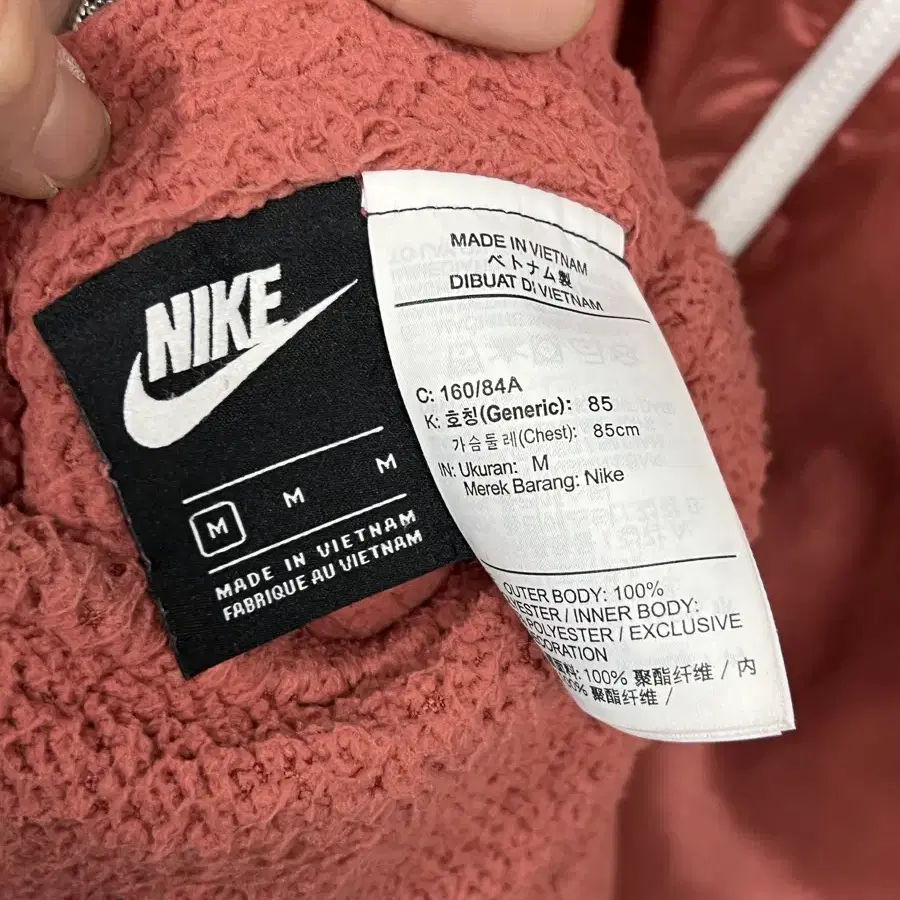 NIKE
M M M
MADE IN VIETNAM
FABRIQUE AU VIETNAM
MADE IN VIETNAM
ベトナム製
DIBUAT DI VIETNAM
C: 160/84A
K: 호칭(Generic): 85
가슴둘레(Chest): 85cm
IN: Ukuran: M
Merek Barang: Nike
OUTER BODY: 100%
/ INNER BODY:
POLYESTER / EXCLUSIVE
100% 聚酯纤维 / 内
聚酯纤维 /